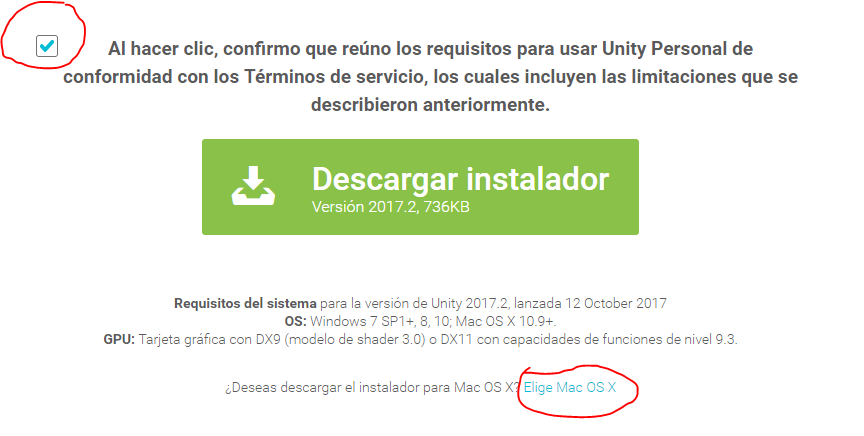 Al hacer clic, confirmo que reúno los requisitos para usar Unity Personal de
conformidad con los Términos de servicio, los cuales incluyen las limitaciones que se
describieron anteriormente.
Descargar instalador
Versión 2017.2, 736KB
Requisitos del sistema para la versión de Unity 2017.2, lanzada 12 October 2017
OS: Windows 7 SP1+, 8, 10; Mac OS X 10.9+.
GPU: Tarjeta gráfica con DX9 (modelo de shader 3.0) o DX11 con capacidades de funciones de nivel 9.3.
¿Deseas descargar el instalador para Mac OS X? Elige Mac OS X